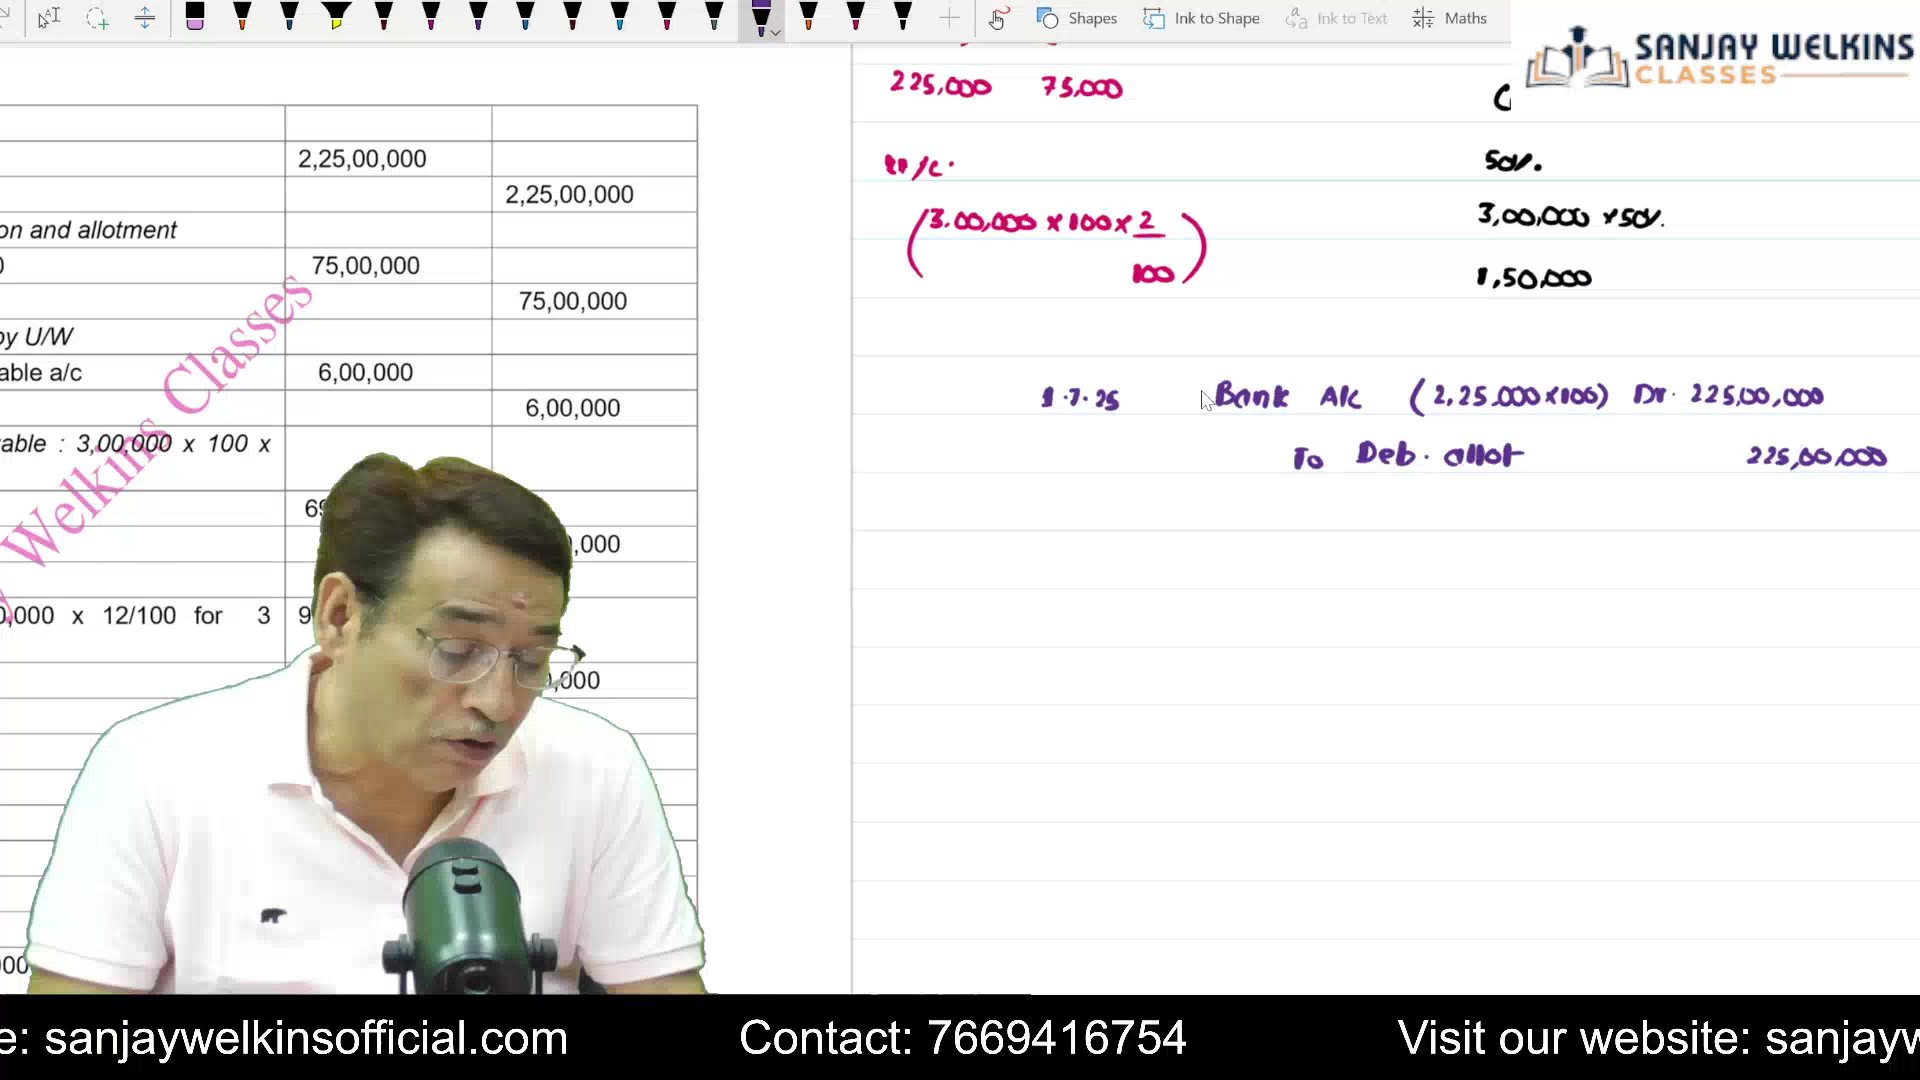 Shapes
Ink to Shape
Ink to Text
Maths
SANJAY WELKINS
CLASSES
2,25,00,000
2,25,00,000
on and allotment
75,00,000
75,00,000
by U/W
able a/c
6,00,000
6,00,000
able : 3,00,000 x 100 x
,000
0,000 x 12/100 for 3
,000
Welkins Classes
225,000 75,000
u/c.
(3.00,000 × 100 × 2
100)
50%.
3,00,000 × 50%.
1,50,000
1.7.25 Bank A/c (2,25.000×100) Dr. 225,00,000
To Deb. allot 225,00,000
e: sanjaywelkinsofficial.com
Contact: 7669416754
Visit our website: sanjayw